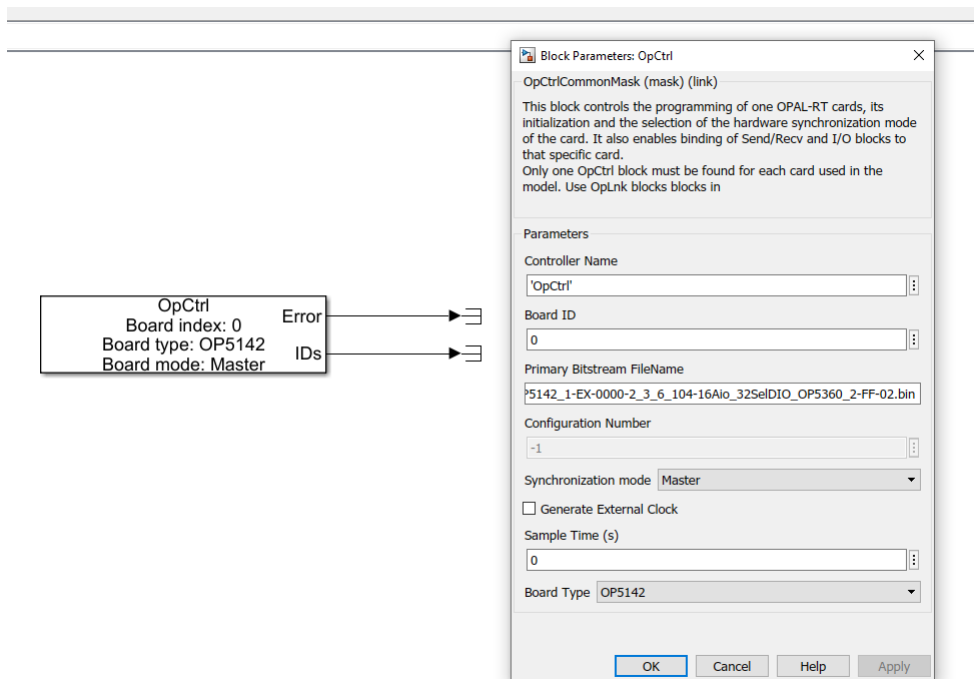 OpCtrl
Board index: 0
Board type: OP5142
Board mode: Master
Error
IDs
Block Parameters: OpCtrl
OpCtrlCommonMask (mask) (link)
This block controls the programming of one OPAL-RT cards, its
initialization and the selection of the hardware synchronization mode
of the card. It also enables binding of Send/Recv and I/O blocks to
that specific card.
Only one OpCtrl block must be found for each card used in the
model. Use OpLnk blocks blocks in
Parameters
Controller Name
'OpCtrl'
Board ID
0
Primary Bitstream FileName
P5142_1-EX-0000-2_3_6_104-16Aio_32SelDIO_OP5360_2-FF-02.bin
Configuration Number
-1
Synchronization mode Master
Generate External Clock
Sample Time (s)
0
Board Type OP5142
OK Cancel Help Apply